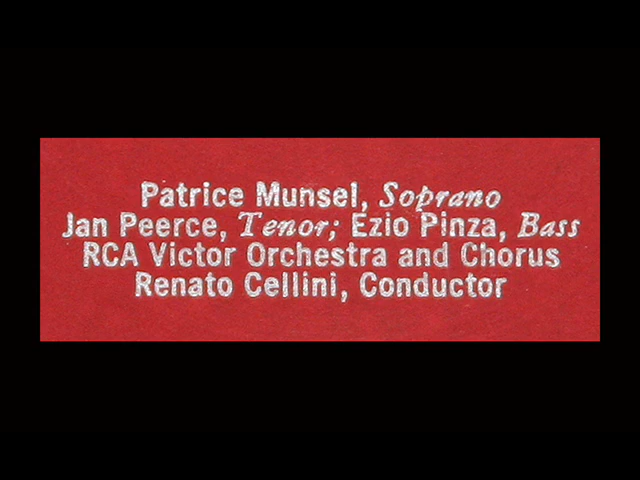 Patrice Munsel, Soprano
Jan Peerce, Tenor; Ezio Pinza, Bass
RCA Victor Orchestra and Chorus
Renato Cellini, Conductor